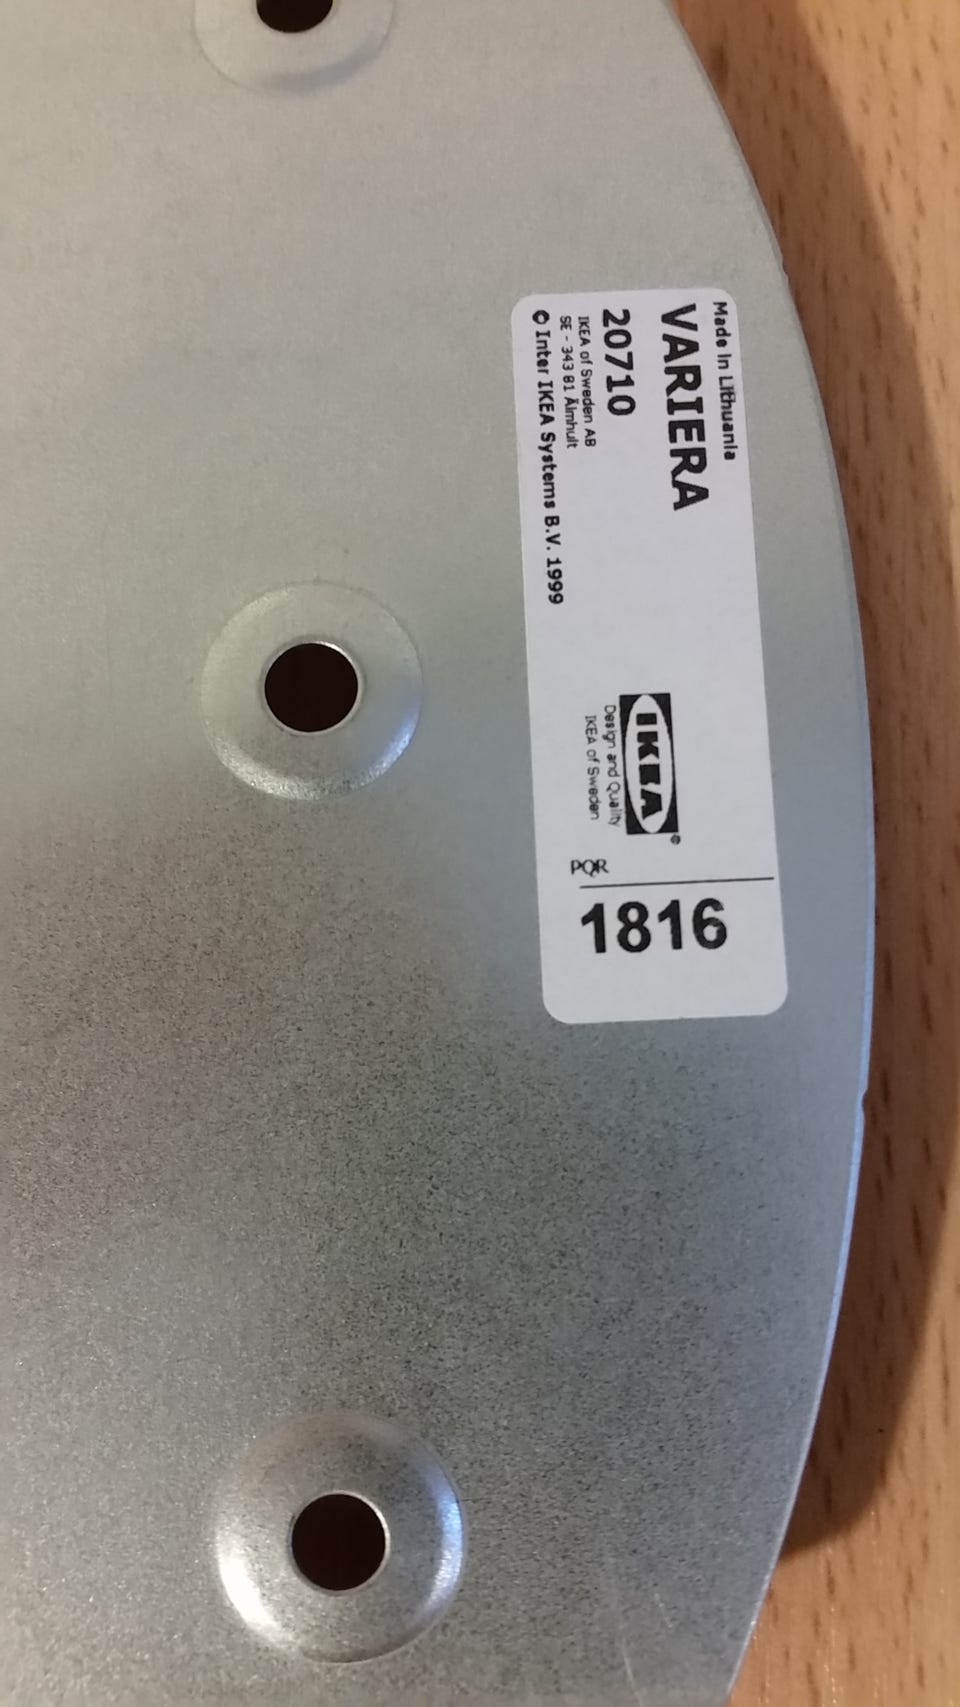 Made in Lithuania
VARIERA
20710
IKEA of Sweden AB
SE - 343 81 Älmhult
© Inter IKEA Systems B.V. 1999
IKEA®
Design and Quality
IKEA of Sweden
PQR
1816